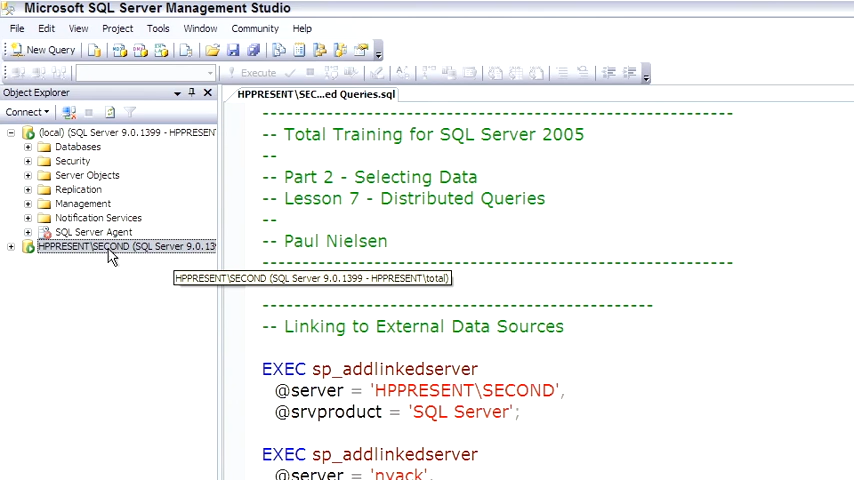 Microsoft SQL Server Management Studio
File Edit View Project Tools Window Community Help
New Query
Execute
Object Explorer
HPPRESENT\SEC...ed Queries.sql
Connect
(local) (SQL Server 9.0.1399 - HPPRESENT
Databases
Security
Server Objects
Replication
Management
Notification Services
SQL Server Agent
HPPRESENT\SECOND (SQL Server 9.0.13
HPPRESENT\SECOND (SQL Server 9.0.1399 - HPPRESENT\total)
--------------------------------------------------------------
-- Total Training for SQL Server 2005
--
-- Part 2 - Selecting Data
-- Lesson 7 - Distributed Queries
--
-- Paul Nielsen
--------------------------------------------------------------
-----------------------------------------------------
-- Linking to External Data Sources
EXEC sp_addlinkedserver
@server = 'HPPRESENT\SECOND',
@srvproduct = 'SQL Server';
EXEC sp_addlinkedserver
@server = 'nyack',